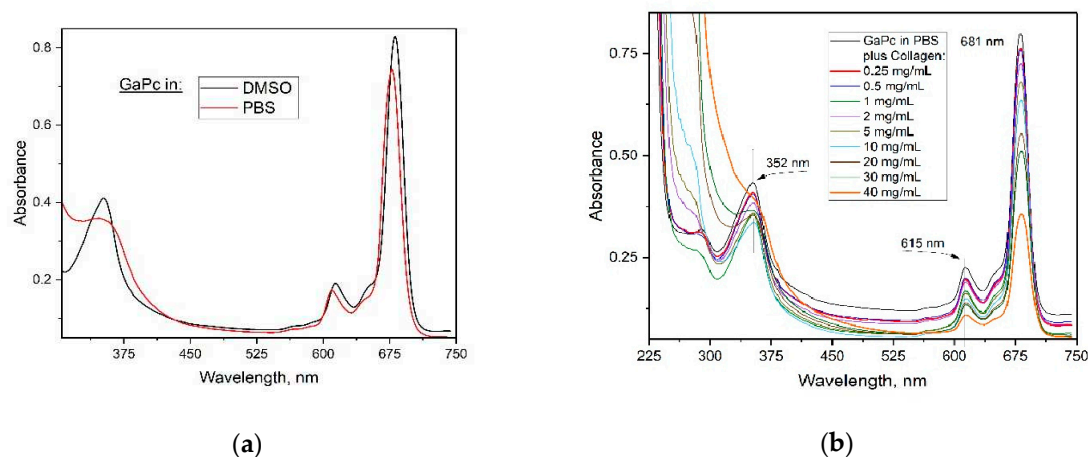 GaPc in:
DMSO
PBS
Absorbance
0.8
0.6
0.4
0.2
375
450
525
600
675
750
Wavelength, nm
(a)
GaPc in PBS
plus Collagen:
0.25 mg/mL
0.5 mg/mL
1 mg/mL
2 mg/mL
5 mg/mL
10 mg/mL
20 mg/mL
30 mg/mL
40 mg/mL
681 nm
352 nm
615 nm
Absorbance
0.75
0.50
0.25
225
300
375
450
525
600
675
750
Wavelength, nm
(b)